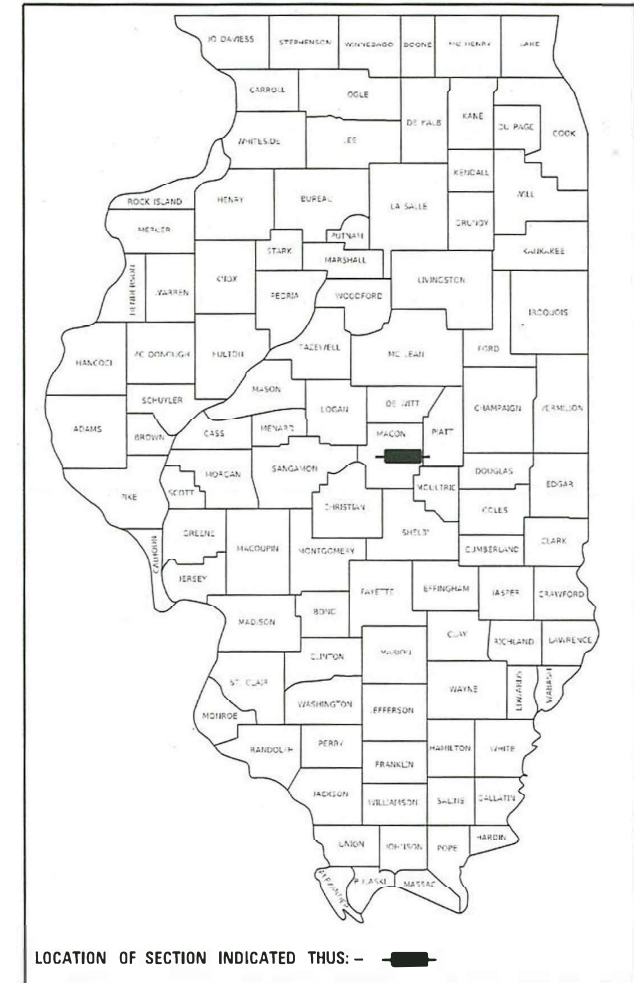 JO DAVIESS STEPHENSON WINNEBAGO BOONE MC HENRY LAKE
CARROLL OGLE DE KALB KANE DU PAGE COOK
WHITESIDE LEE KENDALL WILL
ROCK ISLAND HENRY BUREAU LA SALLE GRUNDY
MERCER STARK PUTNAM MARSHALL KANKAKEE
HENDERSON WARREN KNOX PEORIA WOODFORD LIVINGSTON IROQUOIS
HANCOCK MC DONOUGH FULTON TAZEWELL MC LEAN FORD
SCHUYLER MASON LOGAN DE WITT CHAMPAIGN VERMILION
ADAMS BROWN CASS MENARD MACON PIATT
PIKE SCOTT MORGAN SANGAMON MOULTRIE DOUGLAS EDGAR
CHRISTIAN COLES
CALHOUN GREENE MACOUPIN MONTGOMERY SHELBY CUMBERLAND CLARK
JERSEY FAYETTE EFFINGHAM JASPER CRAWFORD
MADISON BOND
CLINTON MARION CLAY RICHLAND LAWRENCE
ST. CLAIR WASHINGTON JEFFERSON WAYNE EDWARDS WABASH
MONROE
RANDOLPH PERRY FRANKLIN HAMILTON WHITE
JACKSON WILLIAMSON SALINE GALLATIN
UNION JOHNSON POPE HARDIN
ALEXANDER PULASKI MASSAC
LOCATION OF SECTION INDICATED THUS: –